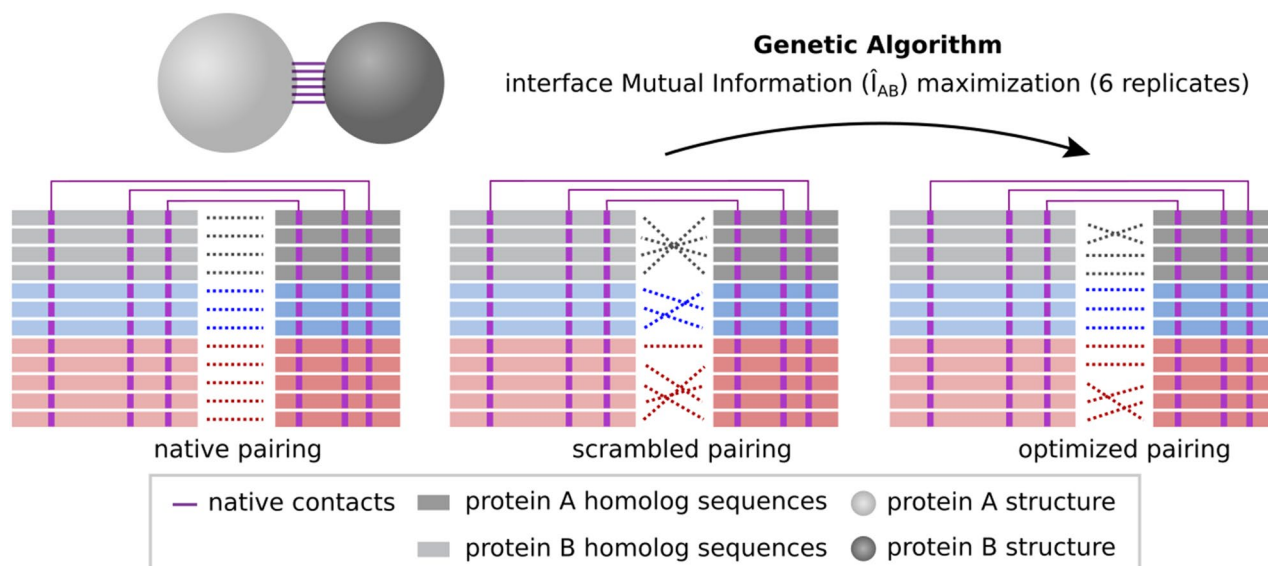 Genetic Algorithm
interface Mutual Information (Î_AB) maximization (6 replicates)
native pairing
scrambled pairing
optimized pairing
native contacts
protein A homolog sequences
protein A structure
protein B homolog sequences
protein B structure